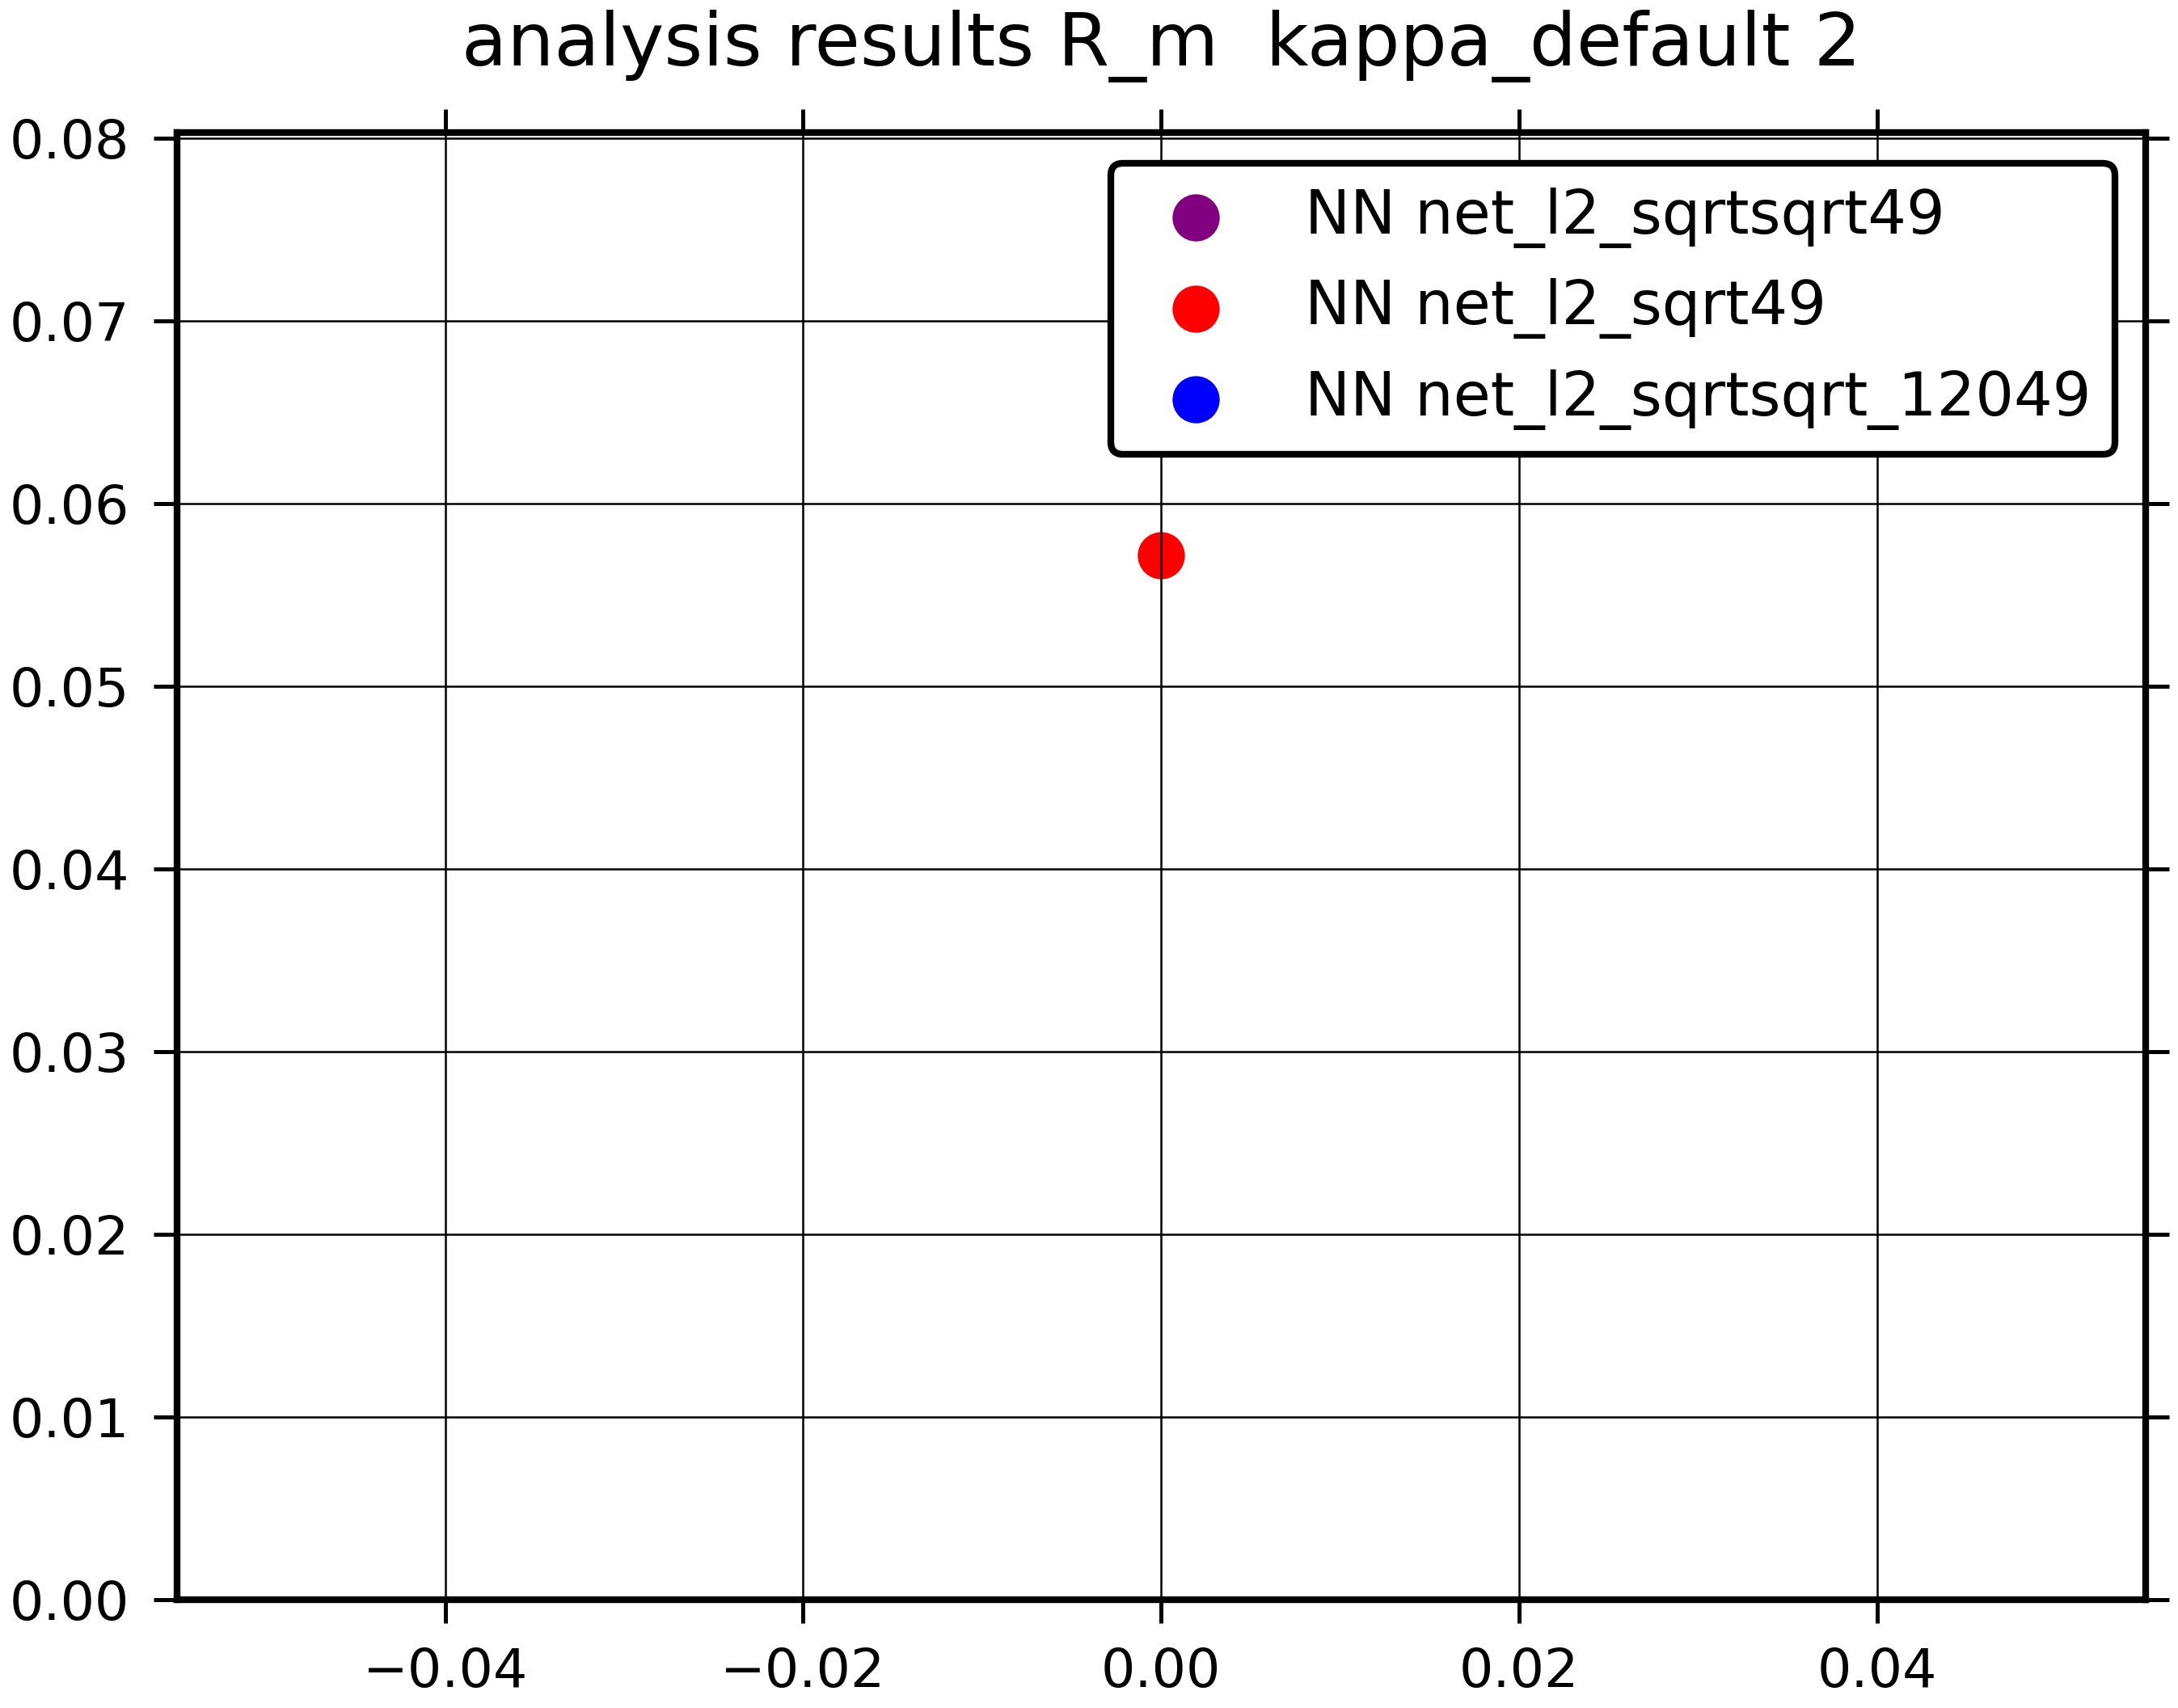 analysis results R_m  kappa_default 2
0.08
0.07
0.06
0.05
0.04
0.03
0.02
0.01
0.00
NN net_l2_sqrtsqrt49
NN net_l2_sqrt49
NN net_l2_sqrtsqrt_12049
−0.04 −0.02 0.00 0.02 0.04